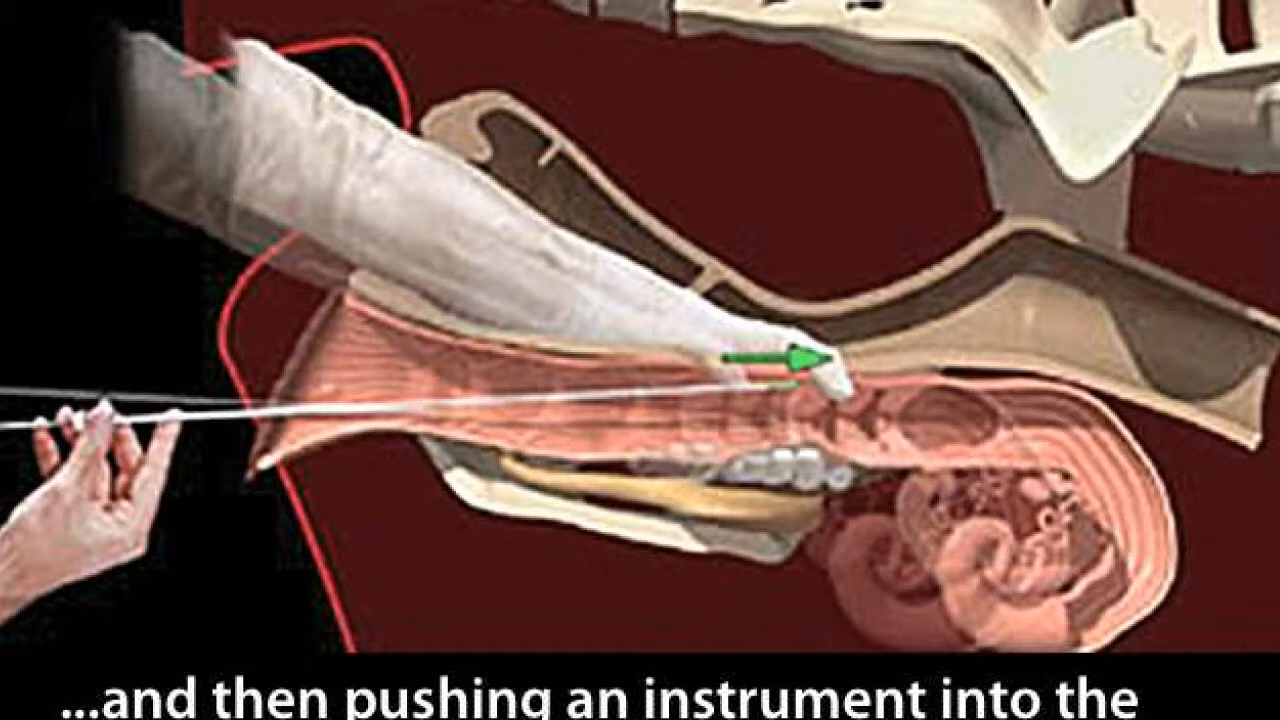 ...and then pushing an instrument into the